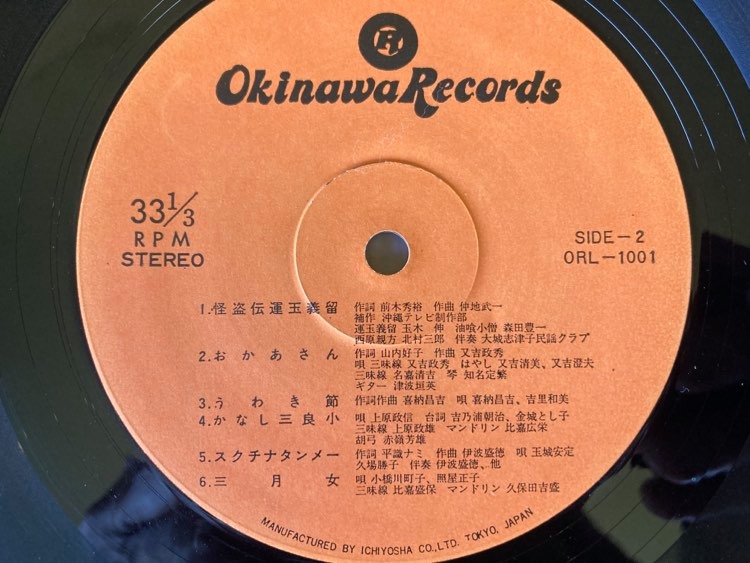 R
Okinawa Records
33 1/3
RPM
STEREO
SIDE-2
ORL-1001
1.怪盗伝運玉義留 作詞 前木秀裕 作曲 仲地武一
補作 沖縄テレビ制作部
運玉義留 玉木 伸 油喰小僧 森田豊一
西原親方 北村三郎 伴奏 大城志津子民謡クラブ
2.おかあさん 作詞 山内好子 作曲 又吉政秀
唄 三味線 又吉政秀 はやし 又吉清美、又吉澄夫
三味線 名嘉清吉 琴 知名定繁
ギター 津波垣英
3.うわき節 作詞作曲 喜納昌吉 唄 喜納昌吉、吉里和美
4.かなし三良小 唄 上原政信 台詞 吉乃浦朝治、金城とし子
三味線 上原政雄 マンドリン 比嘉広栄
胡弓 赤嶺芳雄
5.スクチナタンメー 作詞 平識ナミ 作曲 伊波盛徳 唄 玉城安定
久場勝子 伴奏 伊波盛徳、他
6.三月女 唄 小橋川町子、照屋正子
三味線 比嘉盛保 マンドリン 久保田吉盛
MANUFACTURED BY ICHIYOSHA CO.,LTD. TOKYO, JAPAN